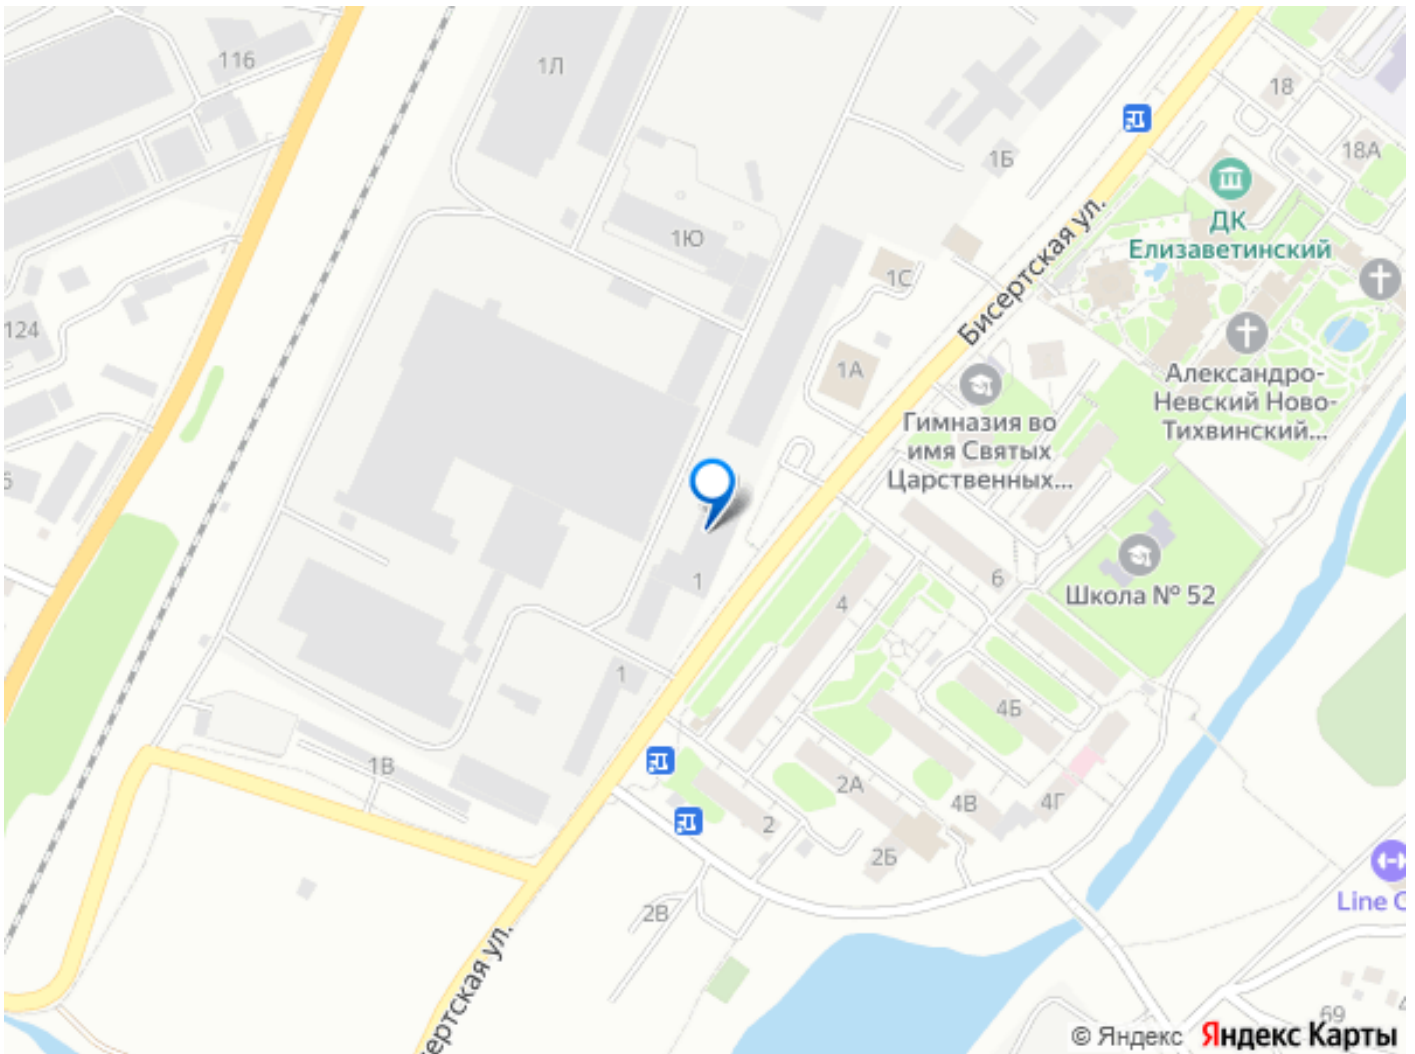 116
1Л
18
18А
1Б
ДК
Елизаветинский
Бисертская ул.
1Ю
1С
124
1А
Александро-
Невский Ново-
Тихвинский...
Гимназия во
имя Святых
Царственных...
1
6
4
Школа № 52
1
4Б
1В
2А
4В
4Г
2
2Б
2В
Line C
Бисертская ул.
69
© Яндекс Яндекс Карты